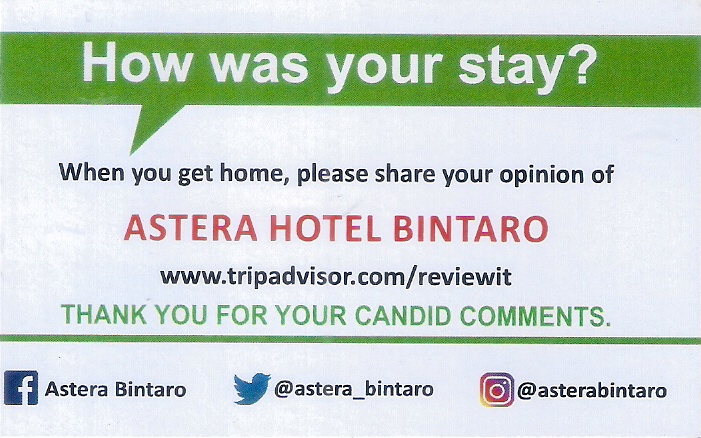 How was your stay?
When you get home, please share your opinion of
ASTERA HOTEL BINTARO
www.tripadvisor.com/reviewit
THANK YOU FOR YOUR CANDID COMMENTS.
Astera Bintaro @astera_bintaro @asterabintaro